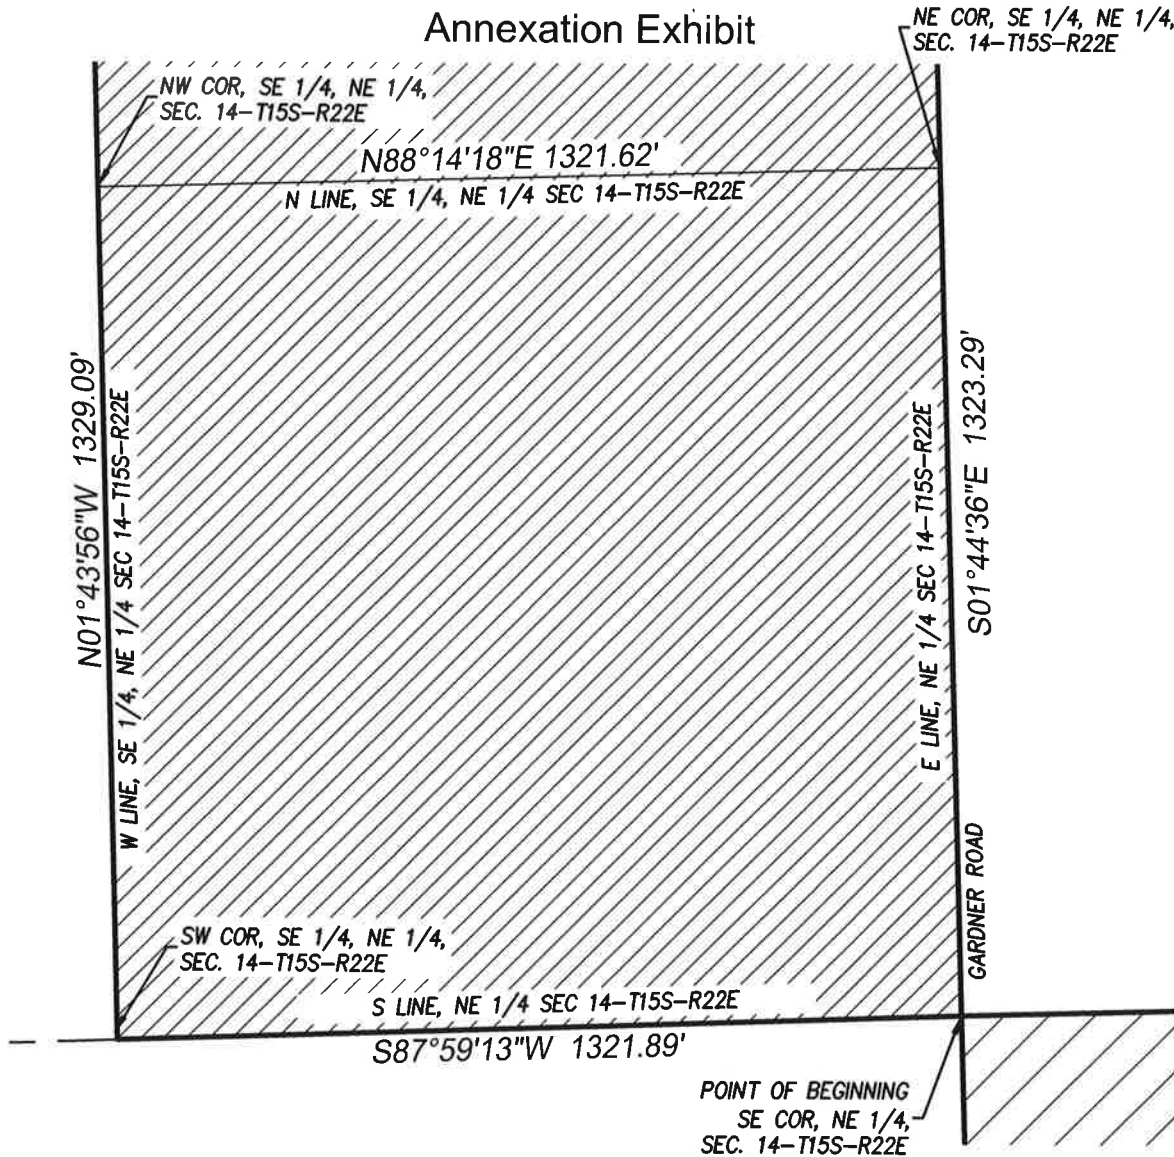 Annexation Exhibit
NE COR, SE 1/4, NE 1/4,
SEC. 14-T15S-R22E
NW COR, SE 1/4, NE 1/4,
SEC. 14-T15S-R22E
N88°14'18"E 1321.62'
N LINE, SE 1/4, NE 1/4 SEC 14-T15S-R22E
N01°43'56"W 1329.09'
W LINE, SE 1/4, NE 1/4 SEC 14-T15S-R22E
E LINE, NE 1/4 SEC 14-T15S-R22E
S01°44'36"E 1323.29'
GARDNER ROAD
SW COR, SE 1/4, NE 1/4,
SEC. 14-T15S-R22E
S LINE, NE 1/4 SEC 14-T15S-R22E
S87°59'13"W 1321.89'
POINT OF BEGINNING
SE COR, NE 1/4,
SEC. 14-T15S-R22E